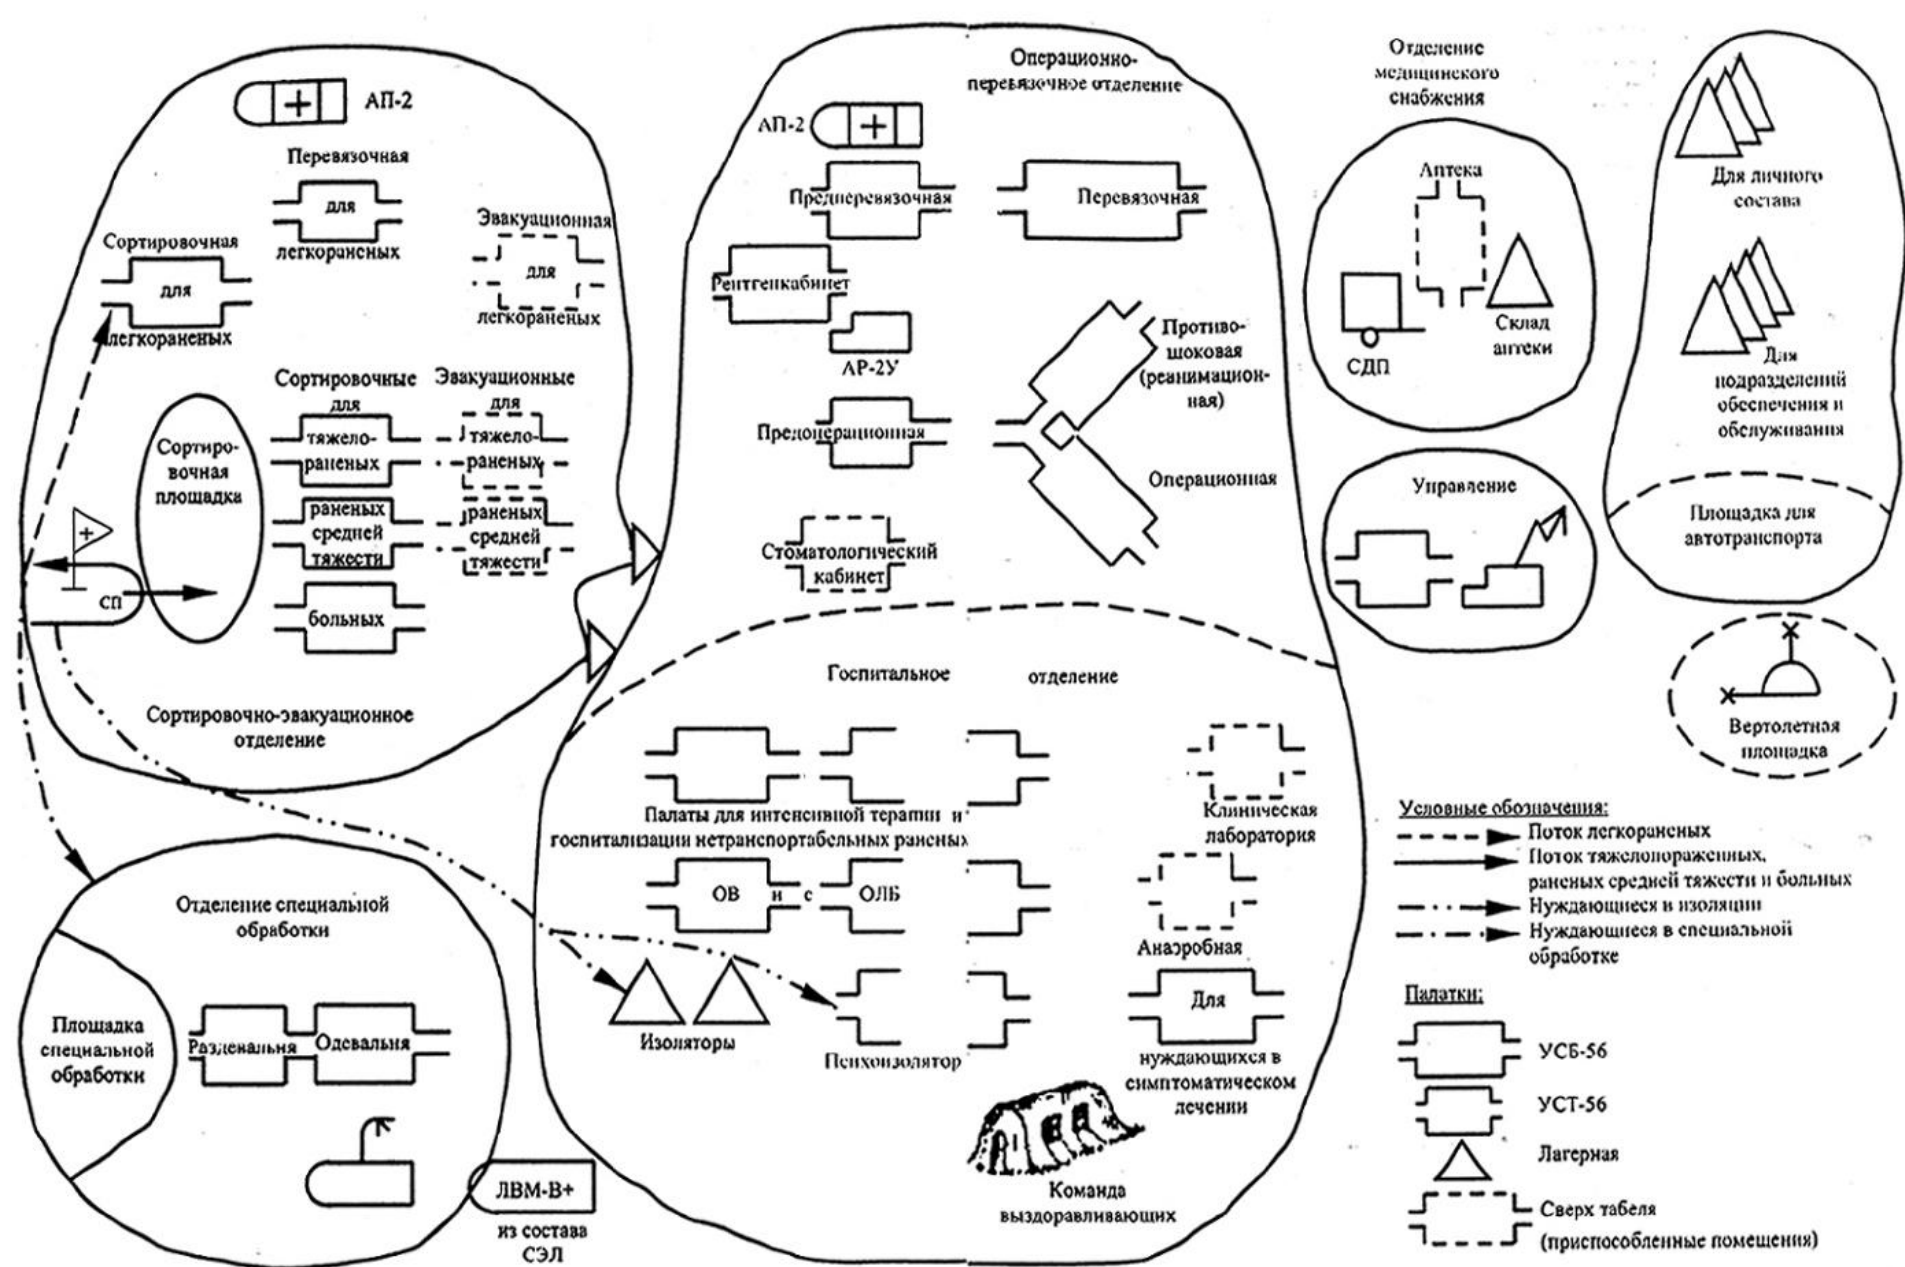 АП-2
Перевязочная
для
легкораненых
Эвакуационная
для
легкораненых
Сортировочная
для
легкораненых
Сортировочные
для
тяжело-
раненых
раненых
средней
тяжести
больных
Эвакуационные
для
тяжело-
раненых
раненых
средней
тяжести
Сортиро-
вочная
площадка
СП
Сортировочно-эвакуационное
отделение
Операционно-
перевязочное отделение
АП-2
Предперевязочная
Перевязочная
Рентгенкабинет
АР-2У
Противо-
шоковая
(реанимацион-
ная)
Предоперационная
Операционная
Стоматологический
кабинет
Госпитальное отделение
Палаты для интенсивной терапии и
госпитализации нетранспортабельных раненых
ОВ и с ОЛБ
Клиническая
лаборатория
Анаэробная
Изоляторы
Психоизолятор
Для
нуждающихся в
симптоматическом
лечении
Команда
выздоравливающих
Отделение специальной
обработки
Площадка
специальной
обработки
Раздевальня
Одевальня
ЛВМ-В+
из состава
СЭЛ
Отделение
медицинского
снабжения
Аптека
СДП
Склад
аптеки
Управление
Для личного
состава
Для
подразделений
обеспечения и
обслуживания
Площадка для
автотранспорта
Вертолетная
площадка
Условные обозначения:
Поток легкораненых
Поток тяжелопораженных,
раненых средней тяжести и больных
Нуждающиеся в изоляции
Нуждающиеся в специальной
обработке
Палатки:
УСБ-56
УСТ-56
Лагерная
Сверх табеля
(приспособленные помещения)